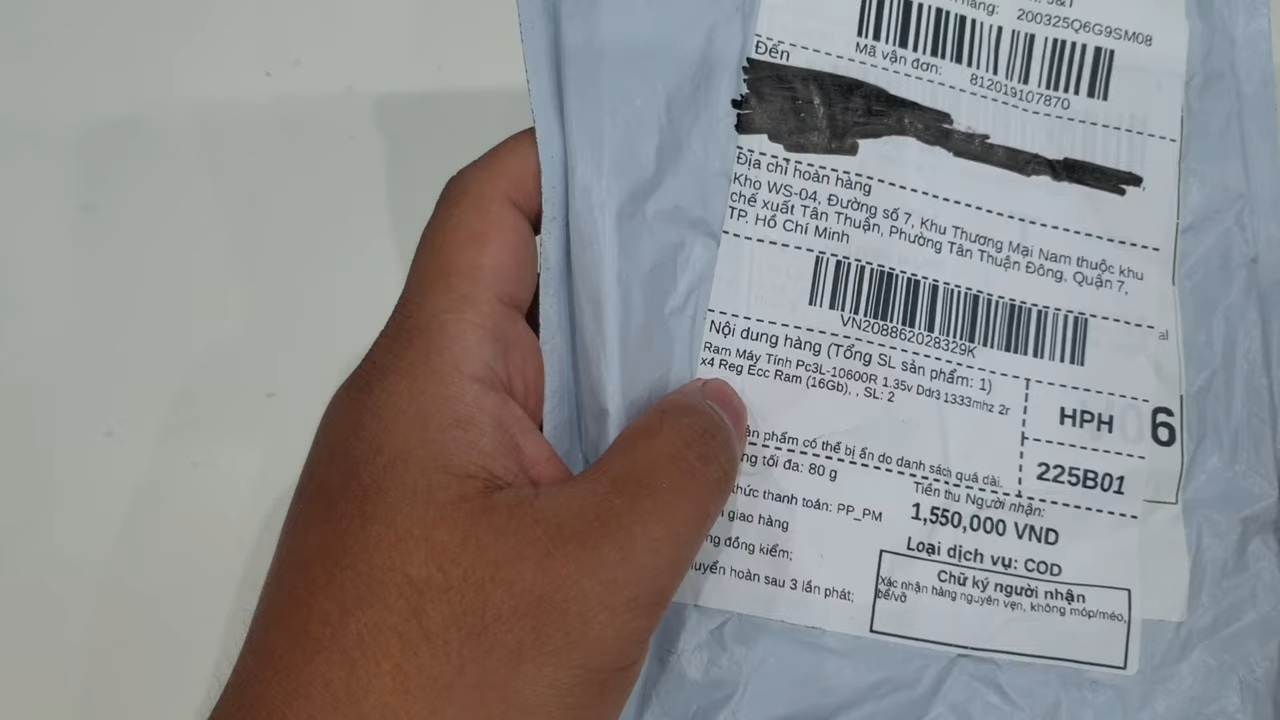 J&T
hàng: 200325Q6G9SM08
Mã vận đơn: 812019107870
Đến
Địa chỉ hoàn hàng
Kho WS-04, Đường số 7, Khu Thương Mại Nam thuộc khu
chế xuất Tân Thuận, Phường Tân Thuận Đông, Quận 7,
TP. Hồ Chí Minh
VN208862028329K
al
Nội dung hàng (Tổng SL sản phẩm: 1)
Ram Máy Tính Pc3L-10600R 1.35v Ddr3 1333mhz 2r
x4 Reg Ecc Ram (16Gb), , SL: 2
HPH
6
225B01
phẩm có thể bị ẩn do danh sách quá dài.
tối đa: 80 g
thức thanh toán: PP_PM
giao hàng
đồng kiểm;
hoàn sau 3 lần phát;
Tiền thu Người nhận:
1,550,000 VND
Loại dịch vụ: COD
Chữ ký người nhận
Xác nhận hàng nguyên vẹn, không móp/méo,
bể/vỡ